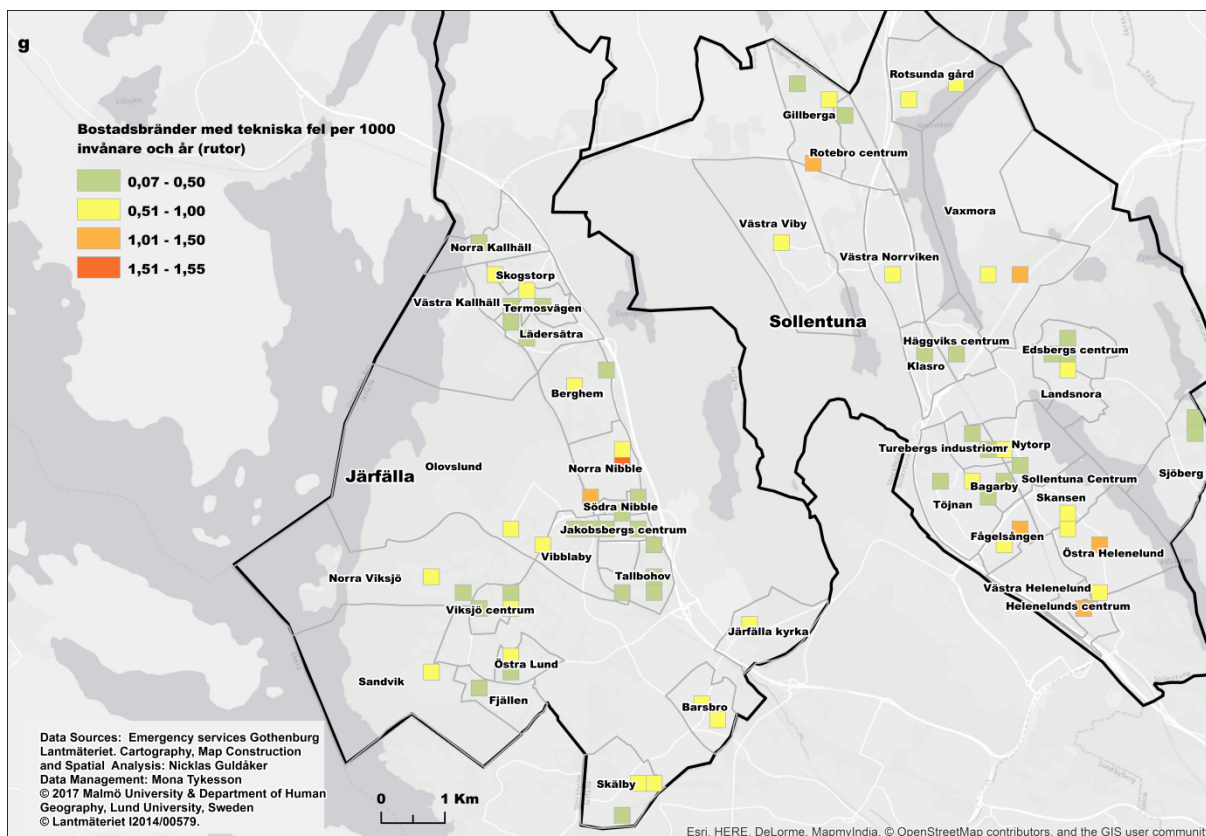 g
Bostadsbränder med tekniska fel per 1000
invånare och år (rutor)
0,07 - 0,50
0,51 - 1,00
1,01 - 1,50
1,51 - 1,55
Rotsunda gård
Gillberga
Rotebro centrum
Vaxmora
Västra Viby
Västra Norrviken
Norra Kallhäll
Skogstorp
Västra Kallhäll
Termosvägen
Lädersätra
Sollentuna
Häggviks centrum
Klasro
Edsbergs centrum
Landsnora
Berghem
Järfälla
Olovslund
Norra Nibble
Södra Nibble
Jakobsbergs centrum
Vibblaby
Tallbohov
Turebergs industriomr
Nytorp
Sollentuna Centrum
Bagarby
Skansen
Töjnan
Sjöberg
Fågelsången
Östra Helenelund
Västra Helenelund
Helenelunds centrum
Norra Viksjö
Viksjö centrum
Järfälla kyrka
Östra Lund
Sandvik
Fjällen
Barsbro
Skälby
Data Sources: Emergency services Gothenburg
Lantmäteriet. Cartography, Map Construction
and Spatial Analysis: Nicklas Guldåker
Data Management: Mona Tykesson
© 2017 Malmö University & Department of Human
Geography, Lund University, Sweden
© Lantmäteriet I2014/00579.
0 1 Km
Esri, HERE, DeLorme, MapmyIndia, © OpenStreetMap contributors, and the GIS user communit